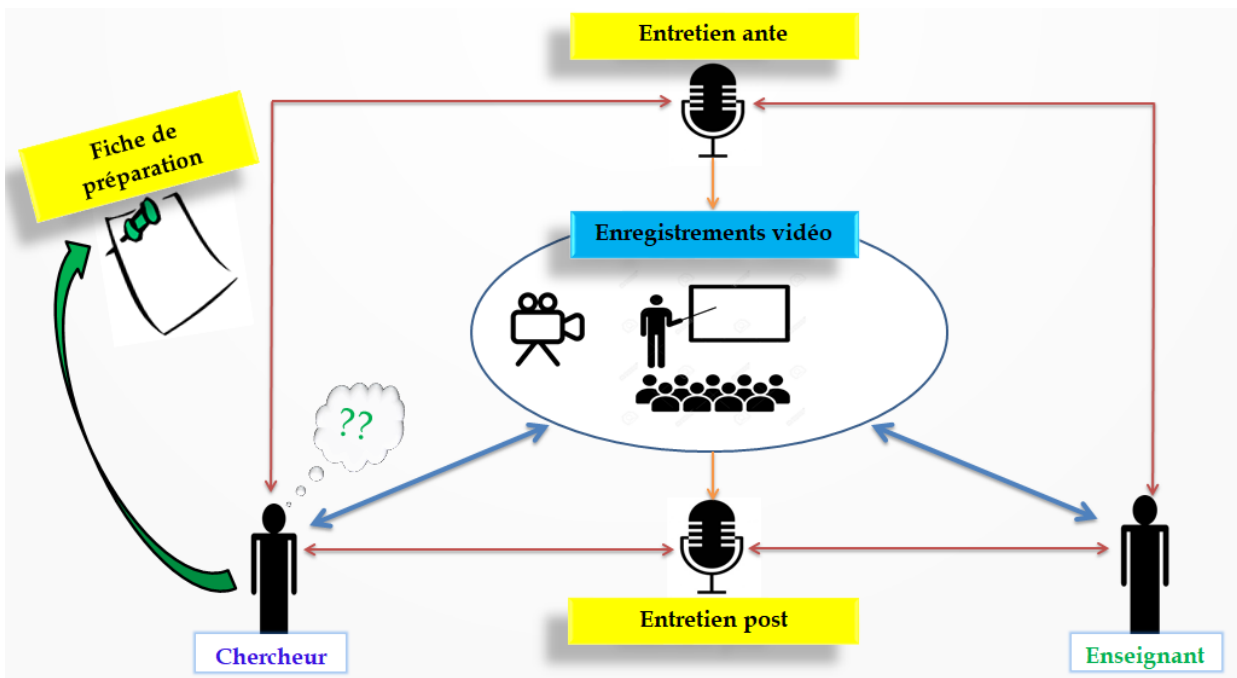 Entretien ante
Fiche de
préparation
Enregistrements vidéo
??
Entretien post
Chercheur
Enseignant